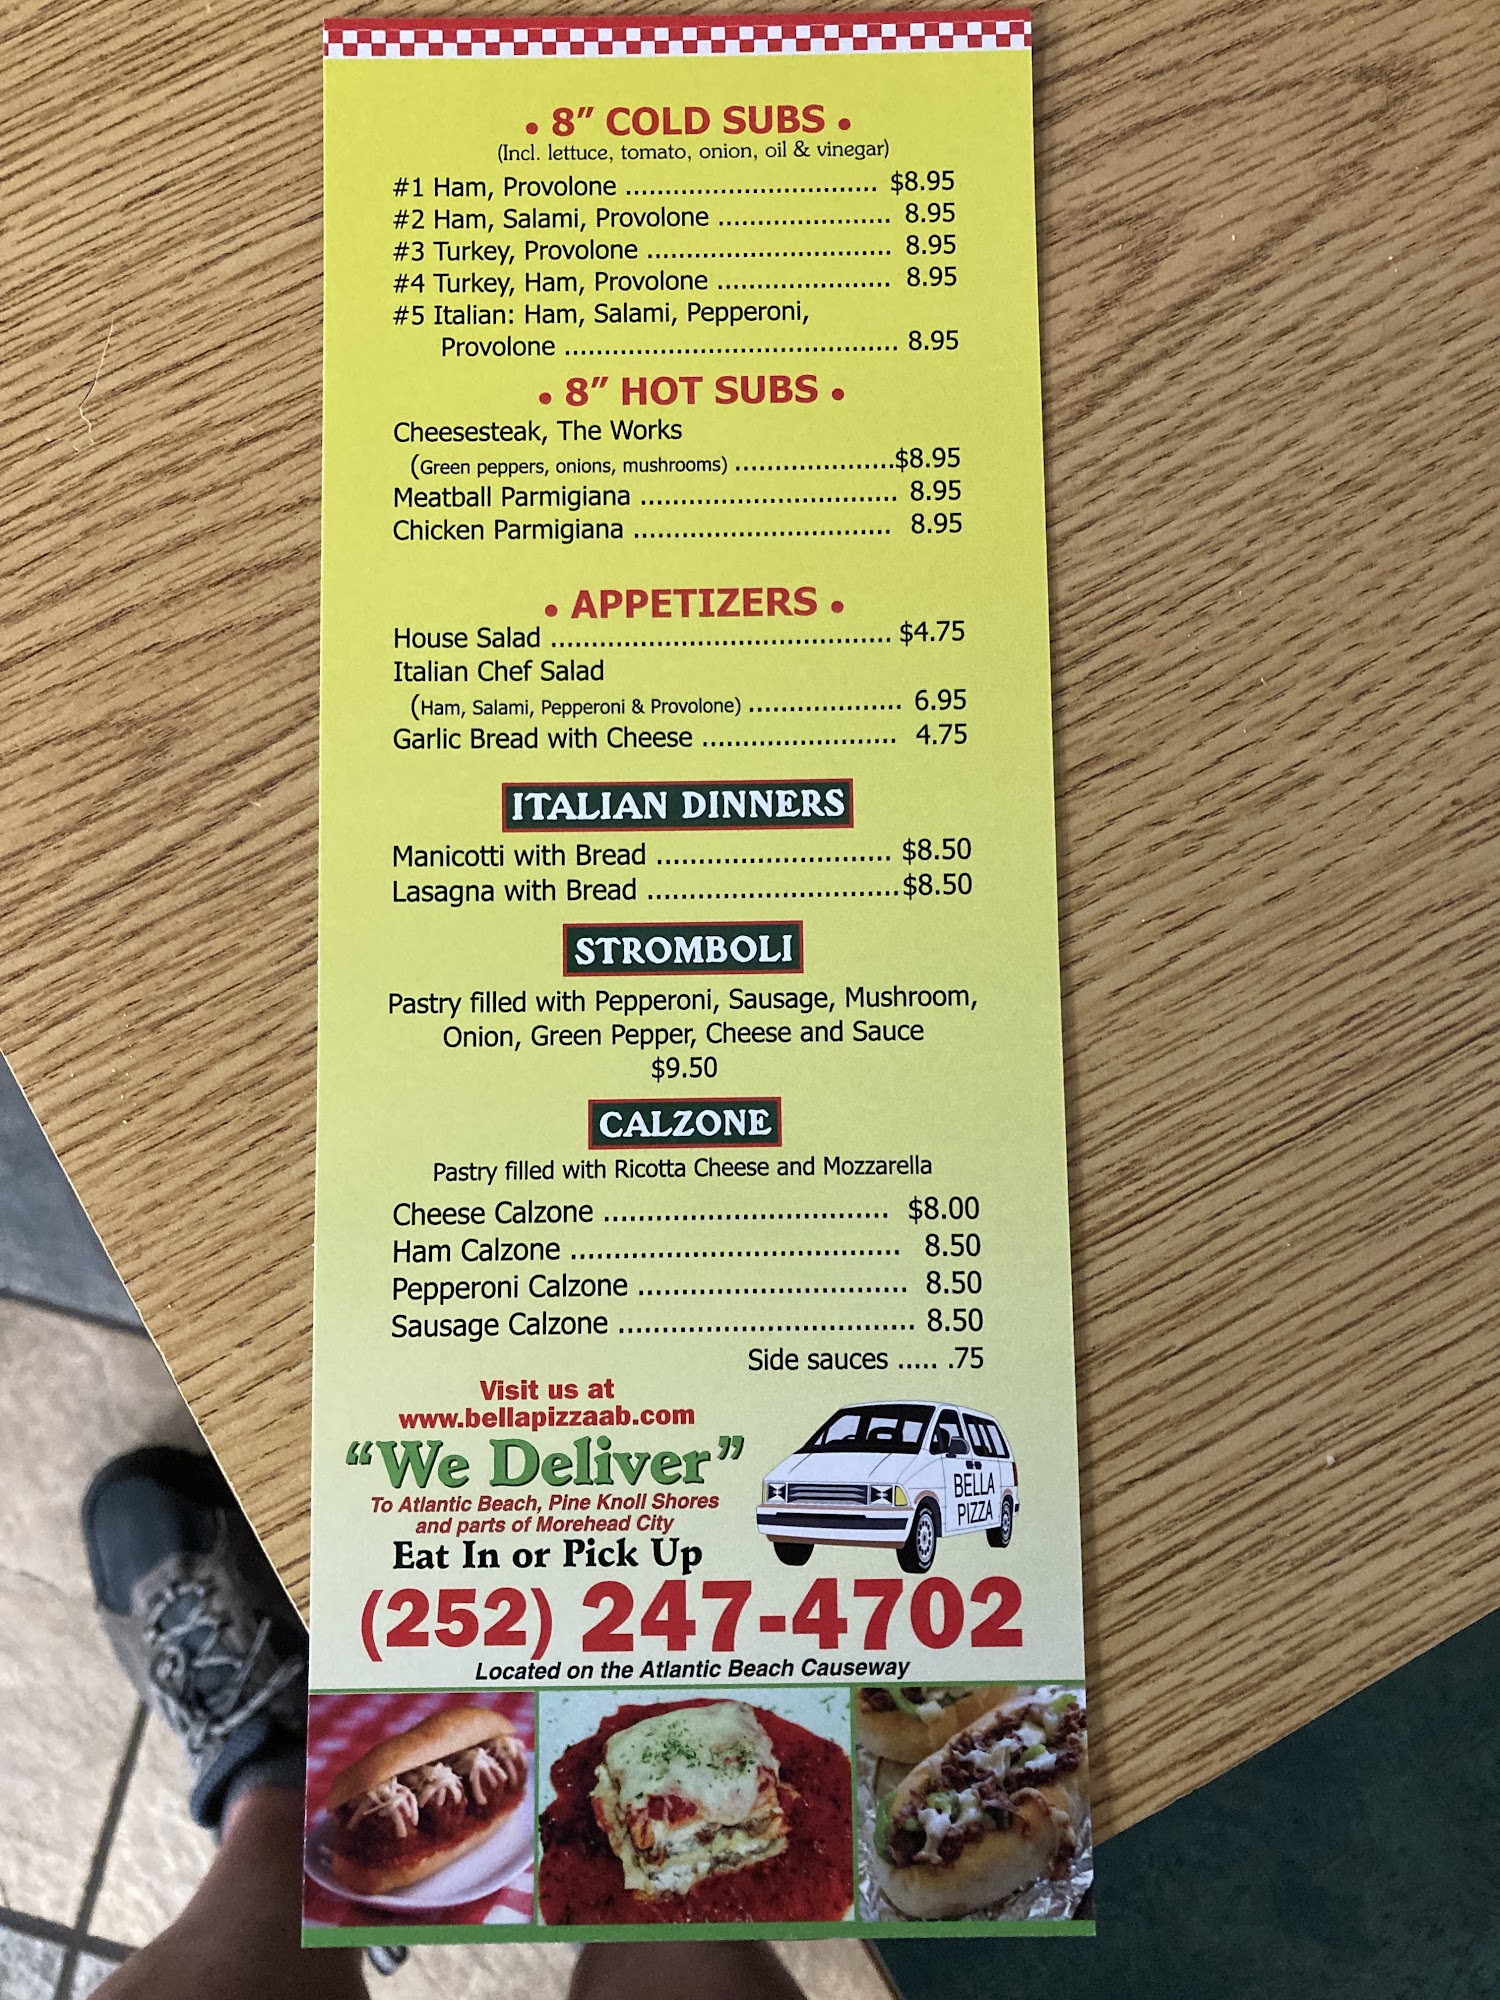 • 8" COLD SUBS •
(Incl. lettuce, tomato, onion, oil & vinegar)
#1 Ham, Provolone ............................... $8.95
#2 Ham, Salami, Provolone ..................... 8.95
#3 Turkey, Provolone .............................. 8.95
#4 Turkey, Ham, Provolone ..................... 8.95
#5 Italian: Ham, Salami, Pepperoni,
Provolone ......................................... 8.95
• 8" HOT SUBS •
Cheesesteak, The Works
(Green peppers, onions, mushrooms) ....................$8.95
Meatball Parmigiana ............................... 8.95
Chicken Parmigiana ............................... 8.95
• APPETIZERS •
House Salad ......................................... $4.75
Italian Chef Salad
(Ham, Salami, Pepperoni & Provolone) ................... 6.95
Garlic Bread with Cheese ....................... 4.75
ITALIAN DINNERS
Manicotti with Bread ............................ $8.50
Lasagna with Bread ..............................$8.50
STROMBOLI
Pastry filled with Pepperoni, Sausage, Mushroom,
Onion, Green Pepper, Cheese and Sauce
$9.50
CALZONE
Pastry filled with Ricotta Cheese and Mozzarella
Cheese Calzone ................................. $8.00
Ham Calzone ...................................... 8.50
Pepperoni Calzone ............................... 8.50
Sausage Calzone .................................. 8.50
Side sauces ..... .75
Visit us at
www.bellapizzaab.com
"We Deliver"
To Atlantic Beach, Pine Knoll Shores
and parts of Morehead City
Eat In or Pick Up
BELLA
PIZZA
(252) 247-4702
Located on the Atlantic Beach Causeway